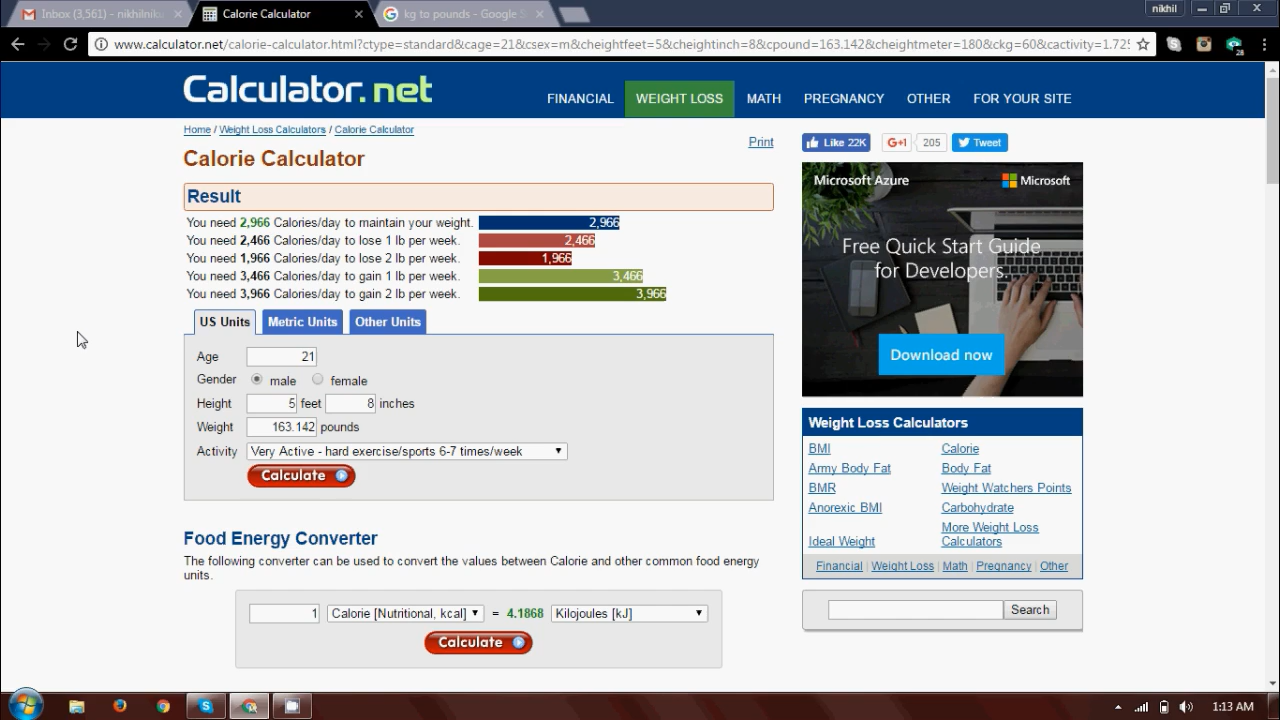 Inbox (3,561) - nikhilnik
Calorie Calculator
kg to pounds - Google S
nikhil
www.calculator.net/calorie-calculator.html?ctype=standard&cage=21&csex=m&cheightfeet=5&cheightinch=8&cpound=163.142&cheightmeter=180&ckg=60&cactivity=1.725
28
Calculator.net
FINANCIAL WEIGHT LOSS MATH PREGNANCY OTHER FOR YOUR SITE
Home / Weight Loss Calculators / Calorie Calculator
Print
Calorie Calculator
Result
You need 2,966 Calories/day to maintain your weight. 2,966
You need 2,466 Calories/day to lose 1 lb per week. 2,466
You need 1,966 Calories/day to lose 2 lb per week. 1,966
You need 3,466 Calories/day to gain 1 lb per week. 3,466
You need 3,966 Calories/day to gain 2 lb per week. 3,966
US Units Metric Units Other Units
Age 21
Gender male female
Height 5 feet 8 inches
Weight 163.142 pounds
Activity Very Active - hard exercise/sports 6-7 times/week
Calculate
Food Energy Converter
The following converter can be used to convert the values between Calorie and other common food energy
units.
1 Calorie [Nutritional, kcal] = 4.1868 Kilojoules [kJ]
Calculate
Like 22K G+1 205 Tweet
Microsoft Azure Microsoft
Free Quick Start Guide
for Developers.
Download now
Weight Loss Calculators
BMI Calorie
Army Body Fat Body Fat
BMR Weight Watchers Points
Anorexic BMI Carbohydrate
Ideal Weight More Weight Loss
Calculators
Financial | Weight Loss | Math | Pregnancy | Other
Search
1:13 AM